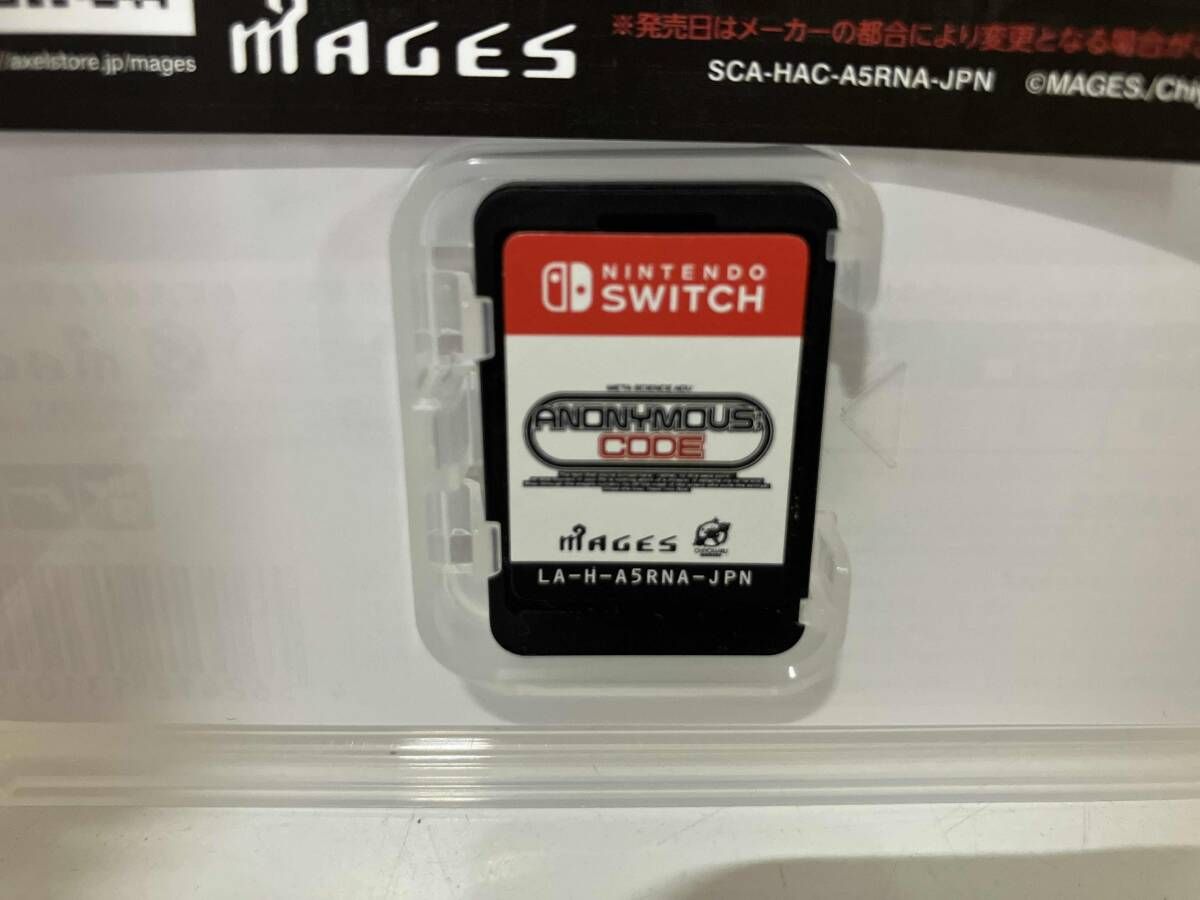 //axelstore.jp/mages
MAGES
※発売日はメーカーの都合により変更となる場合が
SCA-HAC-A5RNA-JPN ©MAGES./Chiy
NINTENDO
SWITCH
META SCIENCE ADV
ANONYMOUS;
CODE
MAGES
LA-H-A5RNA-JPN